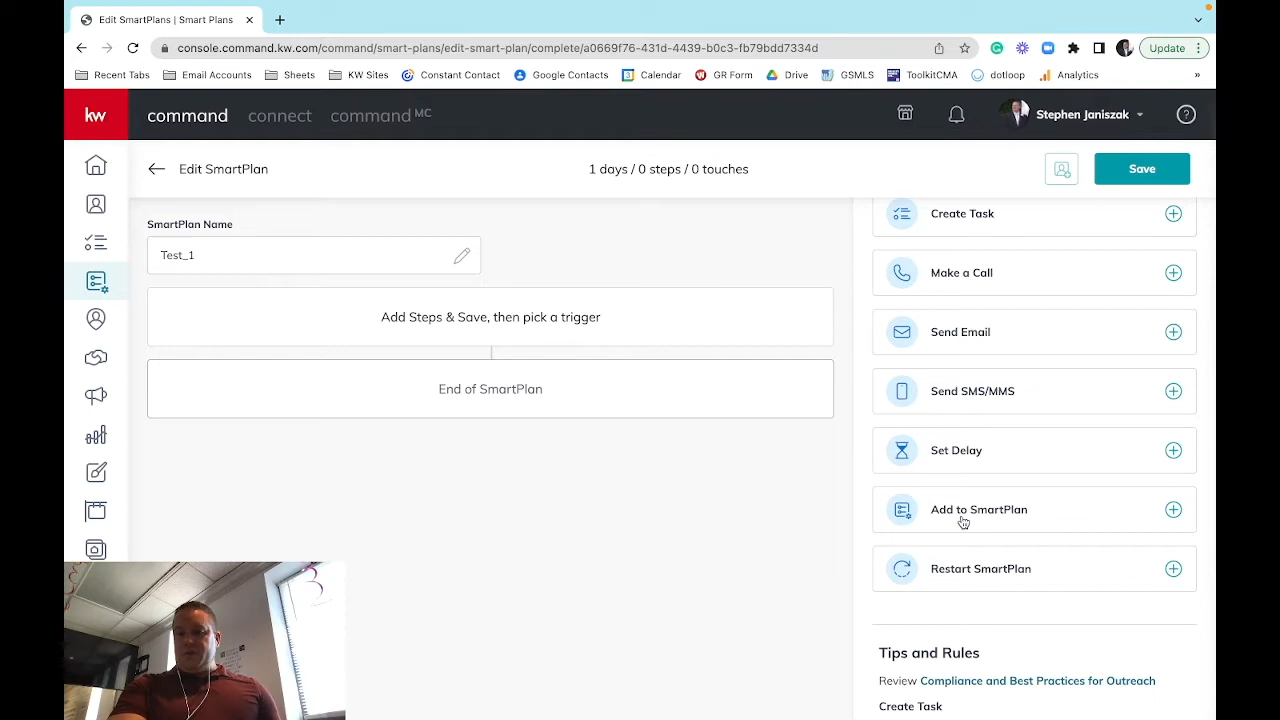 Edit SmartPlans | Smart Plans
console.command.kw.com/command/smart-plans/edit-smart-plan/complete/a0669f76-431d-4439-b0c3-fb79bdd7334d
Update
Recent Tabs Email Accounts Sheets KW Sites Constant Contact Google Contacts Calendar GR Form Drive GSMLS ToolkitCMA dotloop Analytics »
kw command connect command MC Stephen Janiszak ?
Edit SmartPlan 1 days / 0 steps / 0 touches Save
SmartPlan Name
Test_1
Add Steps & Save, then pick a trigger
End of SmartPlan
Create Task
Make a Call
Send Email
Send SMS/MMS
Set Delay
Add to SmartPlan
Restart SmartPlan
Tips and Rules
Review Compliance and Best Practices for Outreach
Create Task